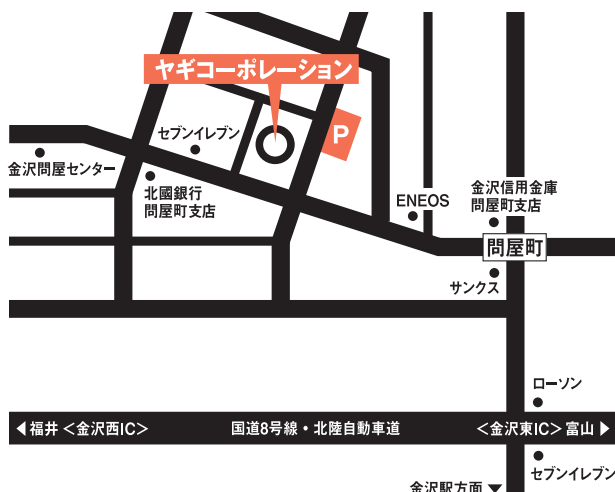 ヤギコーポレーション
P
セブンイレブン
金沢問屋センター
北國銀行
問屋町支店
ENEOS
金沢信用金庫
問屋町支店
問屋町
サンクス
ローソン
◀福井 <金沢西IC>
国道8号線・北陸自動車道
<金沢東IC> 富山▶
セブンイレブン
金沢駅方面▼